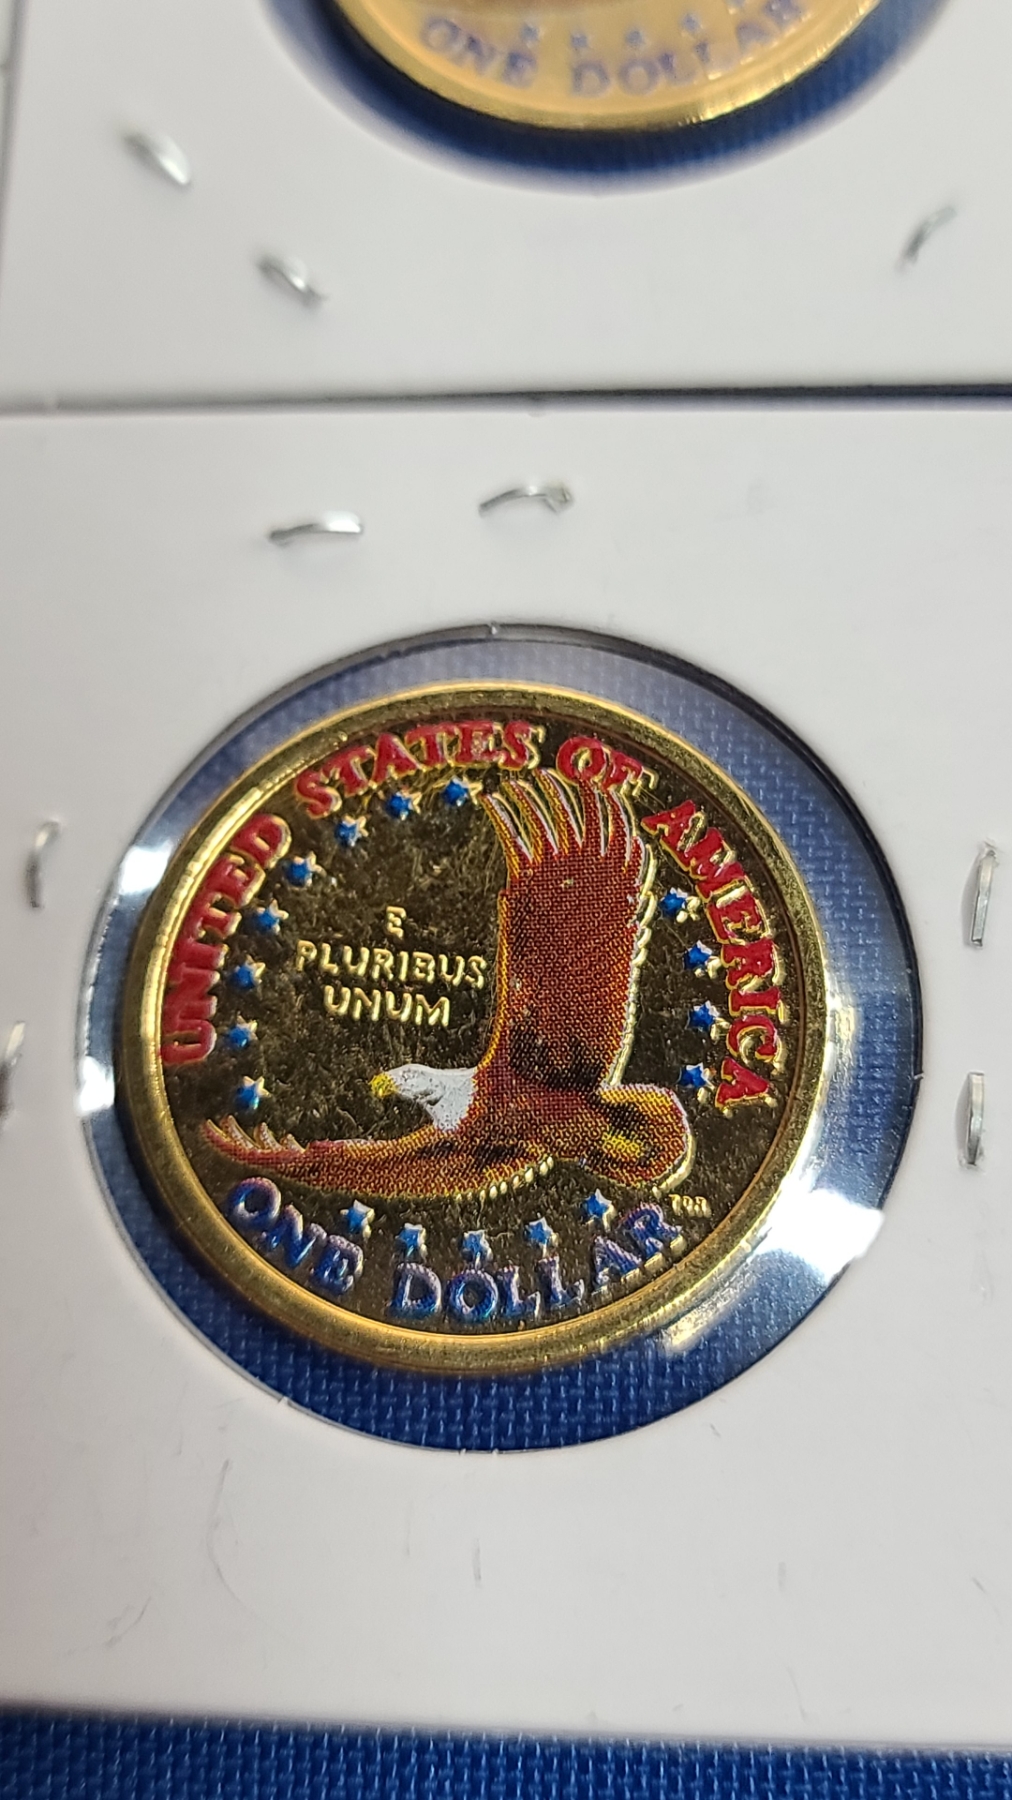 ONE DOLLAR
UNITED STATES OF AMERICA
E
PLURIBUS
UNUM
ONE DOLLAR